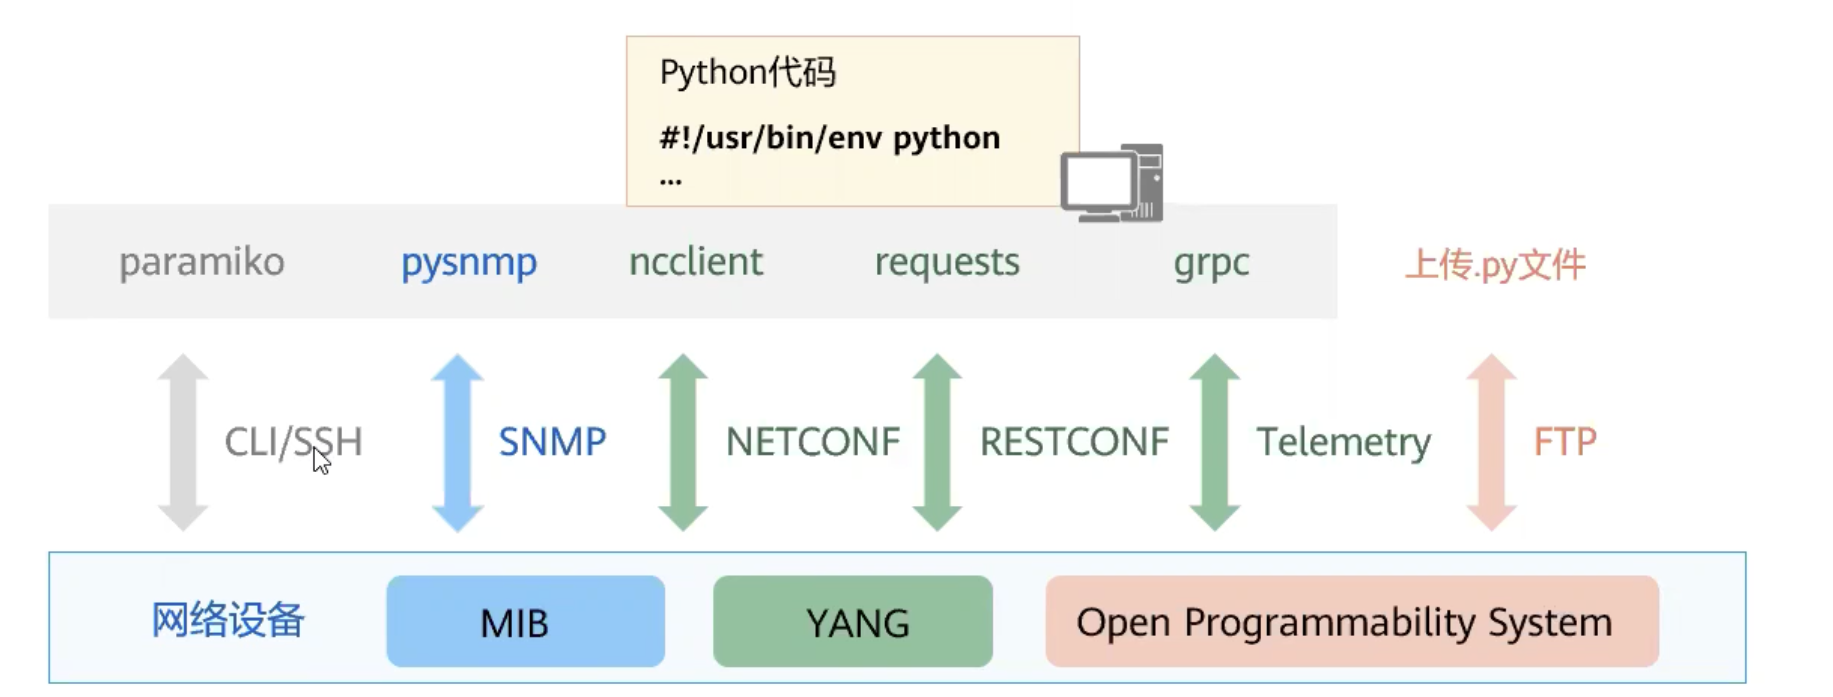 Python代码
#!/usr/bin/env python
...
paramiko pysnmp ncclient requests grpc 上传.py文件
CLI/SSH SNMP NETCONF RESTCONF Telemetry FTP
网络设备 MIB YANG Open Programmability System